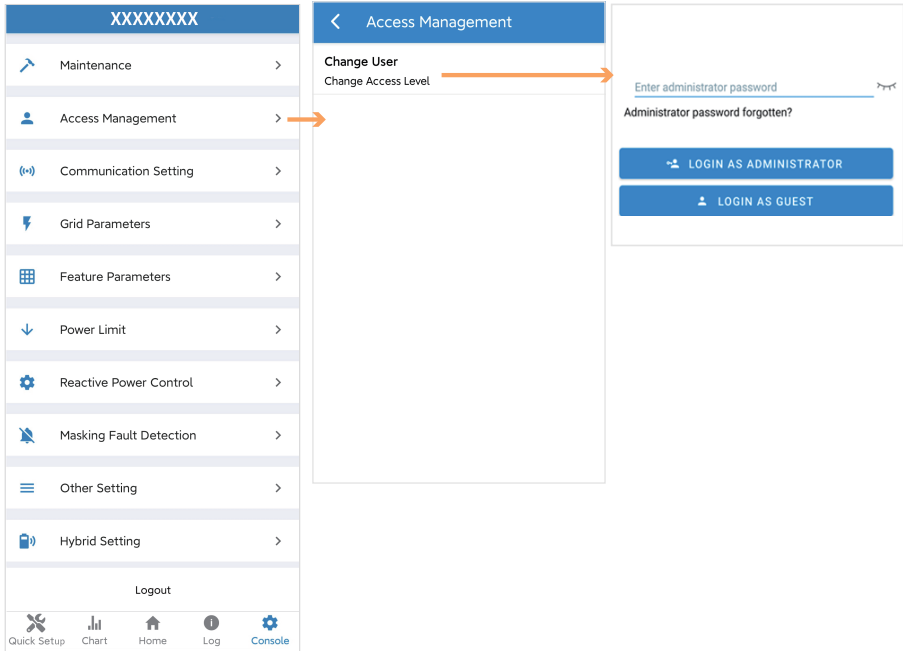 XXXXXXXX
Maintenance
Access Management
Communication Setting
Grid Parameters
Feature Parameters
Power Limit
Reactive Power Control
Masking Fault Detection
Other Setting
Hybrid Setting
Logout
Quick Setup
Chart
Home
Log
Console
Access Management
Change User
Change Access Level
Enter administrator password
Administrator password forgotten?
LOGIN AS ADMINISTRATOR
LOGIN AS GUEST